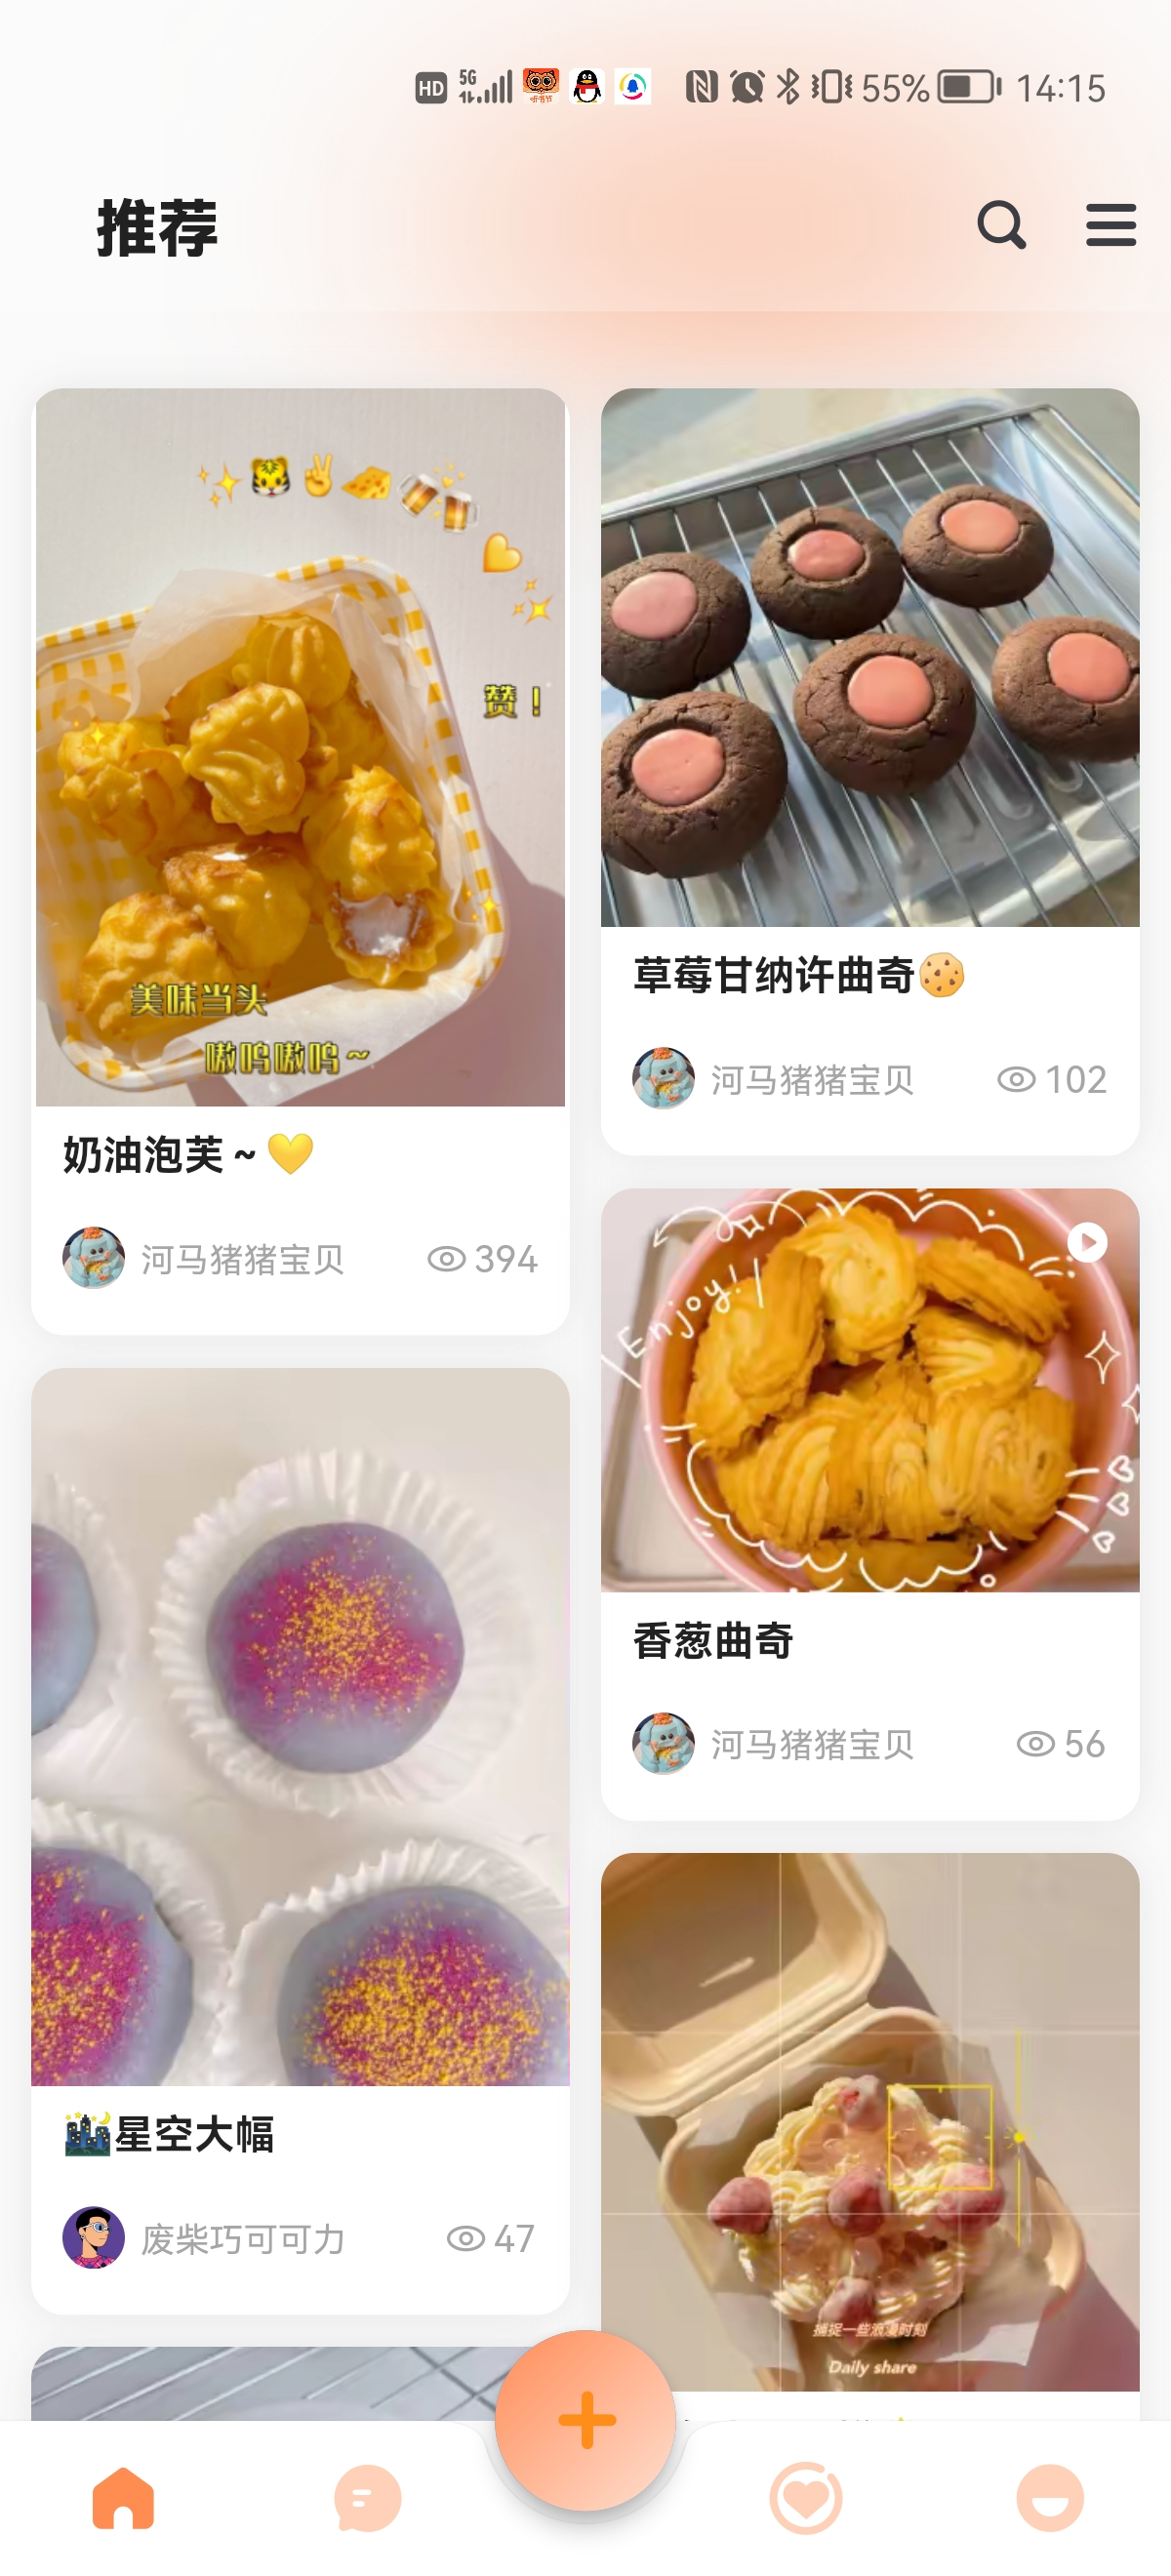 HD 5G 55% 14:15
推荐
赞!
美味当头
嗷呜嗷呜~
奶油泡芙~💛
河马猪猪宝贝 394
草莓甘纳许曲奇🍪
河马猪猪宝贝 102
Enjoy!
香葱曲奇
河马猪猪宝贝 56
🌃星空大幅
废柴巧可可力 47
捕捉一些浪漫时刻
Daily share